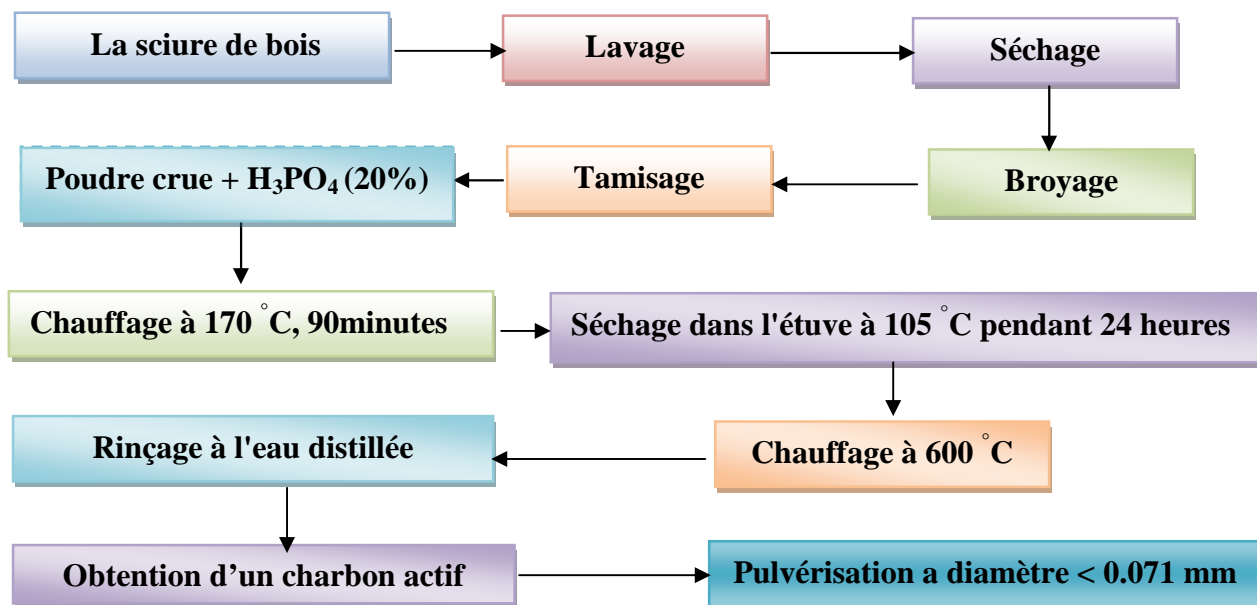 La sciure de bois
Lavage
Séchage
Broyage
Tamisage
Poudre crue + H₃PO₄ (20%)
Chauffage à 170 °C, 90minutes
Séchage dans l'étuve à 105 °C pendant 24 heures
Chauffage à 600 °C
Rinçage à l'eau distillée
Obtention d’un charbon actif
Pulvérisation a diamètre < 0.071 mm